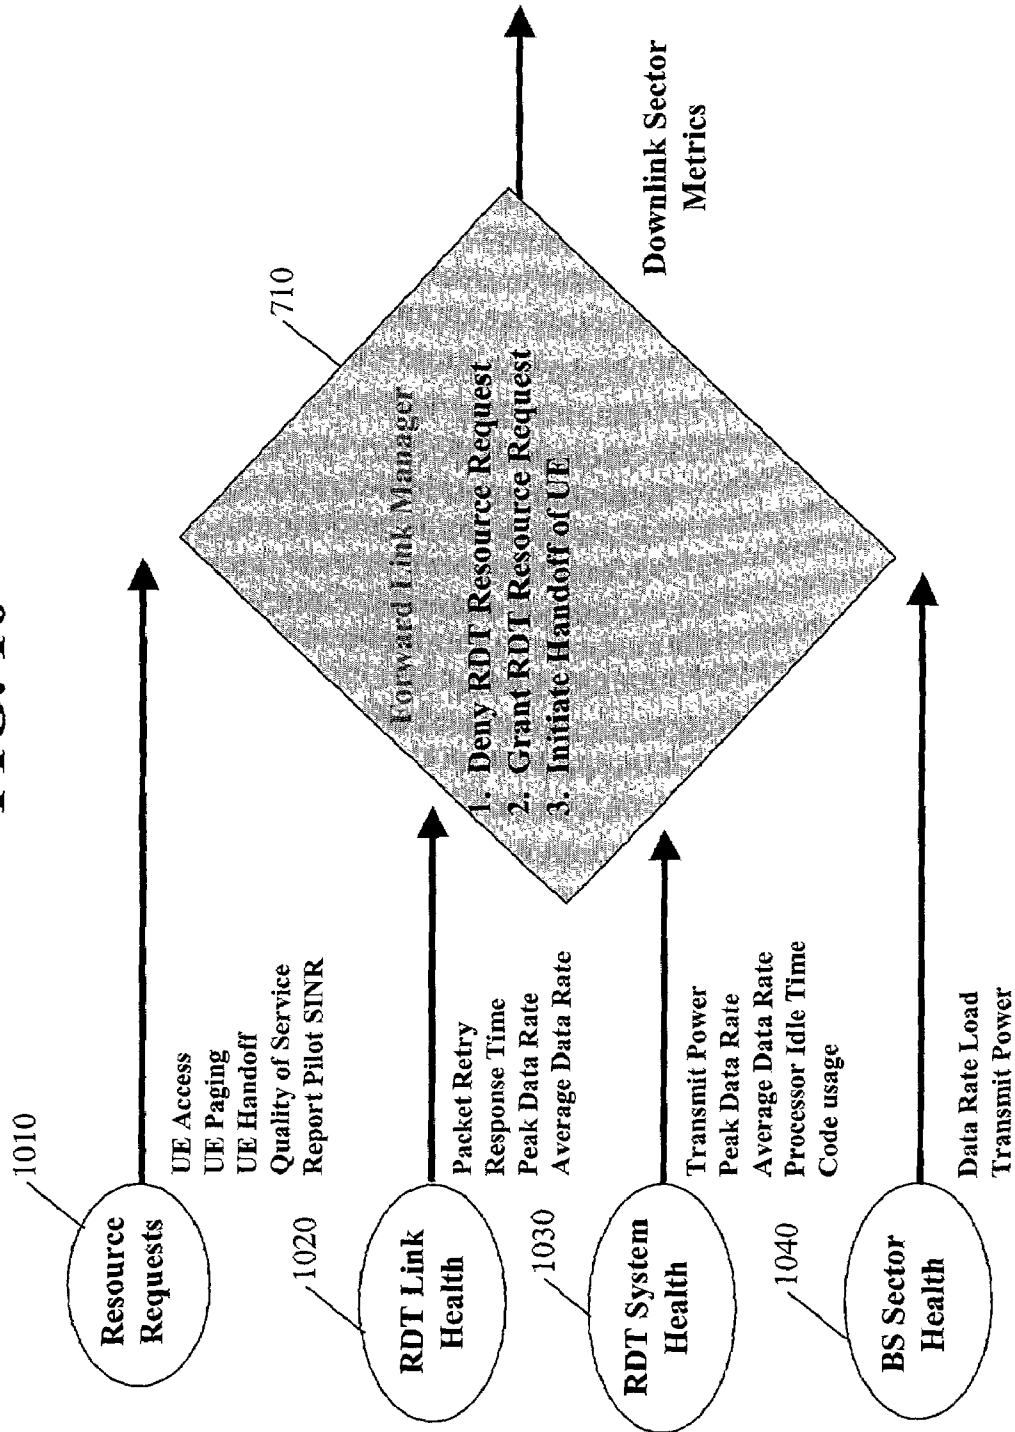 1010
Resource
Requests
UE Access
UE Paging
UE Handoff
Quality of Service
Report Pilot SINR
1020
RDT Link
Health
Packet Retry
Response Time
Peak Data Rate
Average Data Rate
1030
RDT System
Health
Transmit Power
Peak Data Rate
Average Data Rate
Processor Idle Time
Code usage
1040
BS Sector
Health
Data Rate Load
Transmit Power
710
Forward Link Manager
1. Deny RDT Resource Request
2. Grant RDT Resource Request
3. Initiate Handoff of UE
Downlink Sector
Metrics